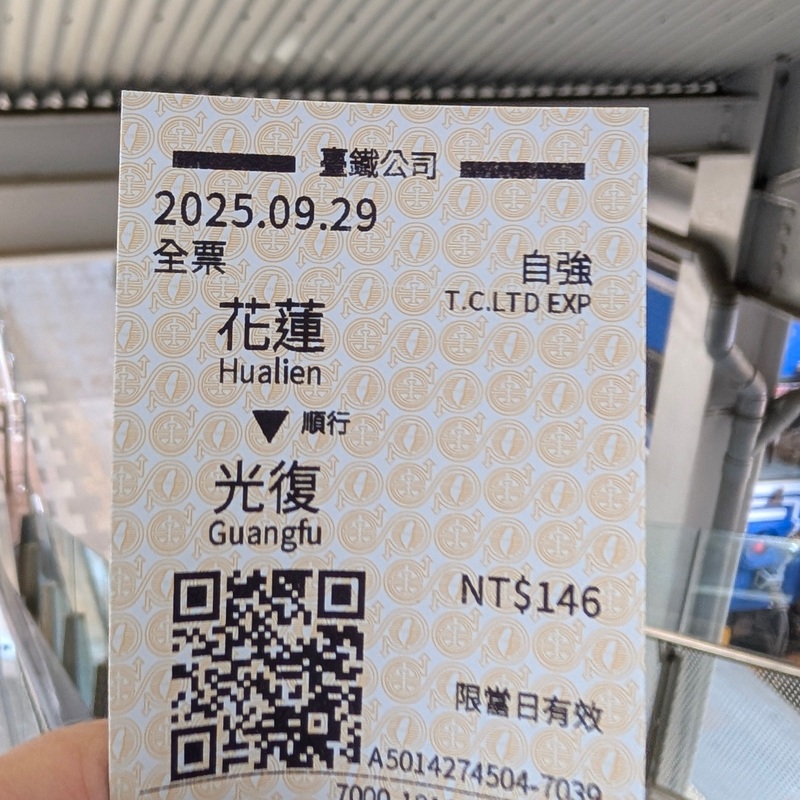 臺鐵公司
2025.09.29
全票
自強
T.C.LTD EXP
花蓮
Hualien
順行
光復
Guangfu
NT$146
限當日有效
A5014274504-7039